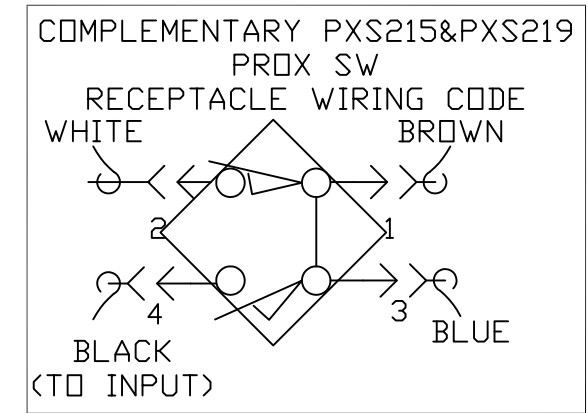 COMPLEMENTARY PXS215&PXS219
PROX SW
RECEPTACLE WIRING CODE
WHITE BROWN
2 1
4 3
BLUE
BLACK
(TO INPUT)